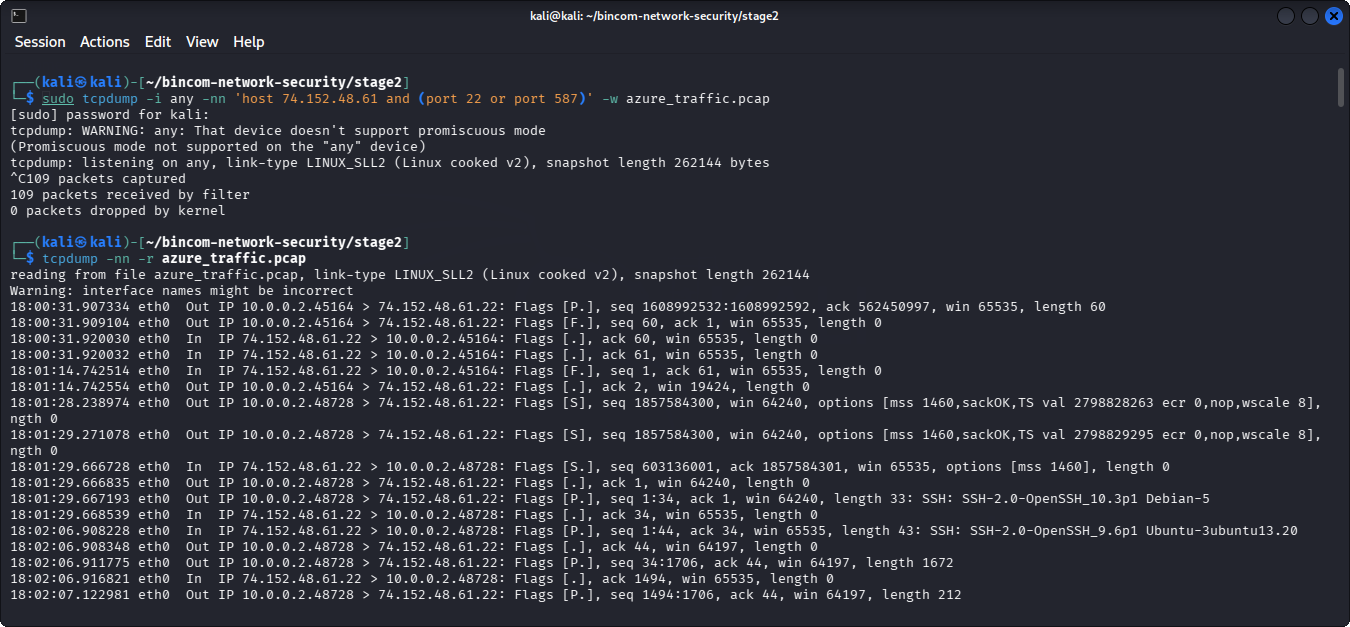 kali@kali: ~/bincom-network-security/stage2
Session Actions Edit View Help
┌──(kali㉿kali)-[~/bincom-network-security/stage2]
└─$ sudo tcpdump -i any -nn 'host 74.152.48.61 and (port 22 or port 587)' -w azure_traffic.pcap
[sudo] password for kali:
tcpdump: WARNING: any: That device doesn't support promiscuous mode
(Promiscuous mode not supported on the "any" device)
tcpdump: listening on any, link-type LINUX_SLL2 (Linux cooked v2), snapshot length 262144 bytes
^C109 packets captured
109 packets received by filter
0 packets dropped by kernel
┌──(kali㉿kali)-[~/bincom-network-security/stage2]
└─$ tcpdump -nn -r azure_traffic.pcap
reading from file azure_traffic.pcap, link-type LINUX_SLL2 (Linux cooked v2), snapshot length 262144
Warning: interface names might be incorrect
18:00:31.907334 eth0  Out IP 10.0.0.2.45164 > 74.152.48.61.22: Flags [P.], seq 1608992532:1608992592, ack 562450997, win 65535, length 60
18:00:31.909104 eth0  Out IP 10.0.0.2.45164 > 74.152.48.61.22: Flags [F.], seq 60, ack 1, win 65535, length 0
18:00:31.920030 eth0  In  IP 74.152.48.61.22 > 10.0.0.2.45164: Flags [.], ack 60, win 65535, length 0
18:00:31.920032 eth0  In  IP 74.152.48.61.22 > 10.0.0.2.45164: Flags [.], ack 61, win 65535, length 0
18:01:14.742514 eth0  In  IP 74.152.48.61.22 > 10.0.0.2.45164: Flags [F.], seq 1, ack 61, win 65535, length 0
18:01:14.742554 eth0  Out IP 10.0.0.2.45164 > 74.152.48.61.22: Flags [.], ack 2, win 19424, length 0
18:01:28.238974 eth0  Out IP 10.0.0.2.48728 > 74.152.48.61.22: Flags [S], seq 1857584300, win 64240, options [mss 1460,sackOK,TS val 2798828263 ecr 0,nop,wscale 8],
ngth 0
18:01:29.271078 eth0  Out IP 10.0.0.2.48728 > 74.152.48.61.22: Flags [S], seq 1857584300, win 64240, options [mss 1460,sackOK,TS val 2798829295 ecr 0,nop,wscale 8],
ngth 0
18:01:29.666728 eth0  In  IP 74.152.48.61.22 > 10.0.0.2.48728: Flags [S.], seq 603136001, ack 1857584301, win 65535, options [mss 1460], length 0
18:01:29.666835 eth0  Out IP 10.0.0.2.48728 > 74.152.48.61.22: Flags [.], ack 1, win 64240, length 0
18:01:29.667193 eth0  Out IP 10.0.0.2.48728 > 74.152.48.61.22: Flags [P.], seq 1:34, ack 1, win 64240, length 33: SSH: SSH-2.0-OpenSSH_10.3p1 Debian-5
18:01:29.668539 eth0  In  IP 74.152.48.61.22 > 10.0.0.2.48728: Flags [.], ack 34, win 65535, length 0
18:02:06.908228 eth0  In  IP 74.152.48.61.22 > 10.0.0.2.48728: Flags [P.], seq 1:44, ack 34, win 65535, length 43: SSH: SSH-2.0-OpenSSH_9.6p1 Ubuntu-3ubuntu13.20
18:02:06.908348 eth0  Out IP 10.0.0.2.48728 > 74.152.48.61.22: Flags [.], ack 44, win 64197, length 0
18:02:06.911775 eth0  Out IP 10.0.0.2.48728 > 74.152.48.61.22: Flags [P.], seq 34:1706, ack 44, win 64197, length 1672
18:02:06.916821 eth0  In  IP 74.152.48.61.22 > 10.0.0.2.48728: Flags [.], ack 1494, win 65535, length 0
18:02:07.122981 eth0  Out IP 10.0.0.2.48728 > 74.152.48.61.22: Flags [P.], seq 1494:1706, ack 44, win 64197, length 212